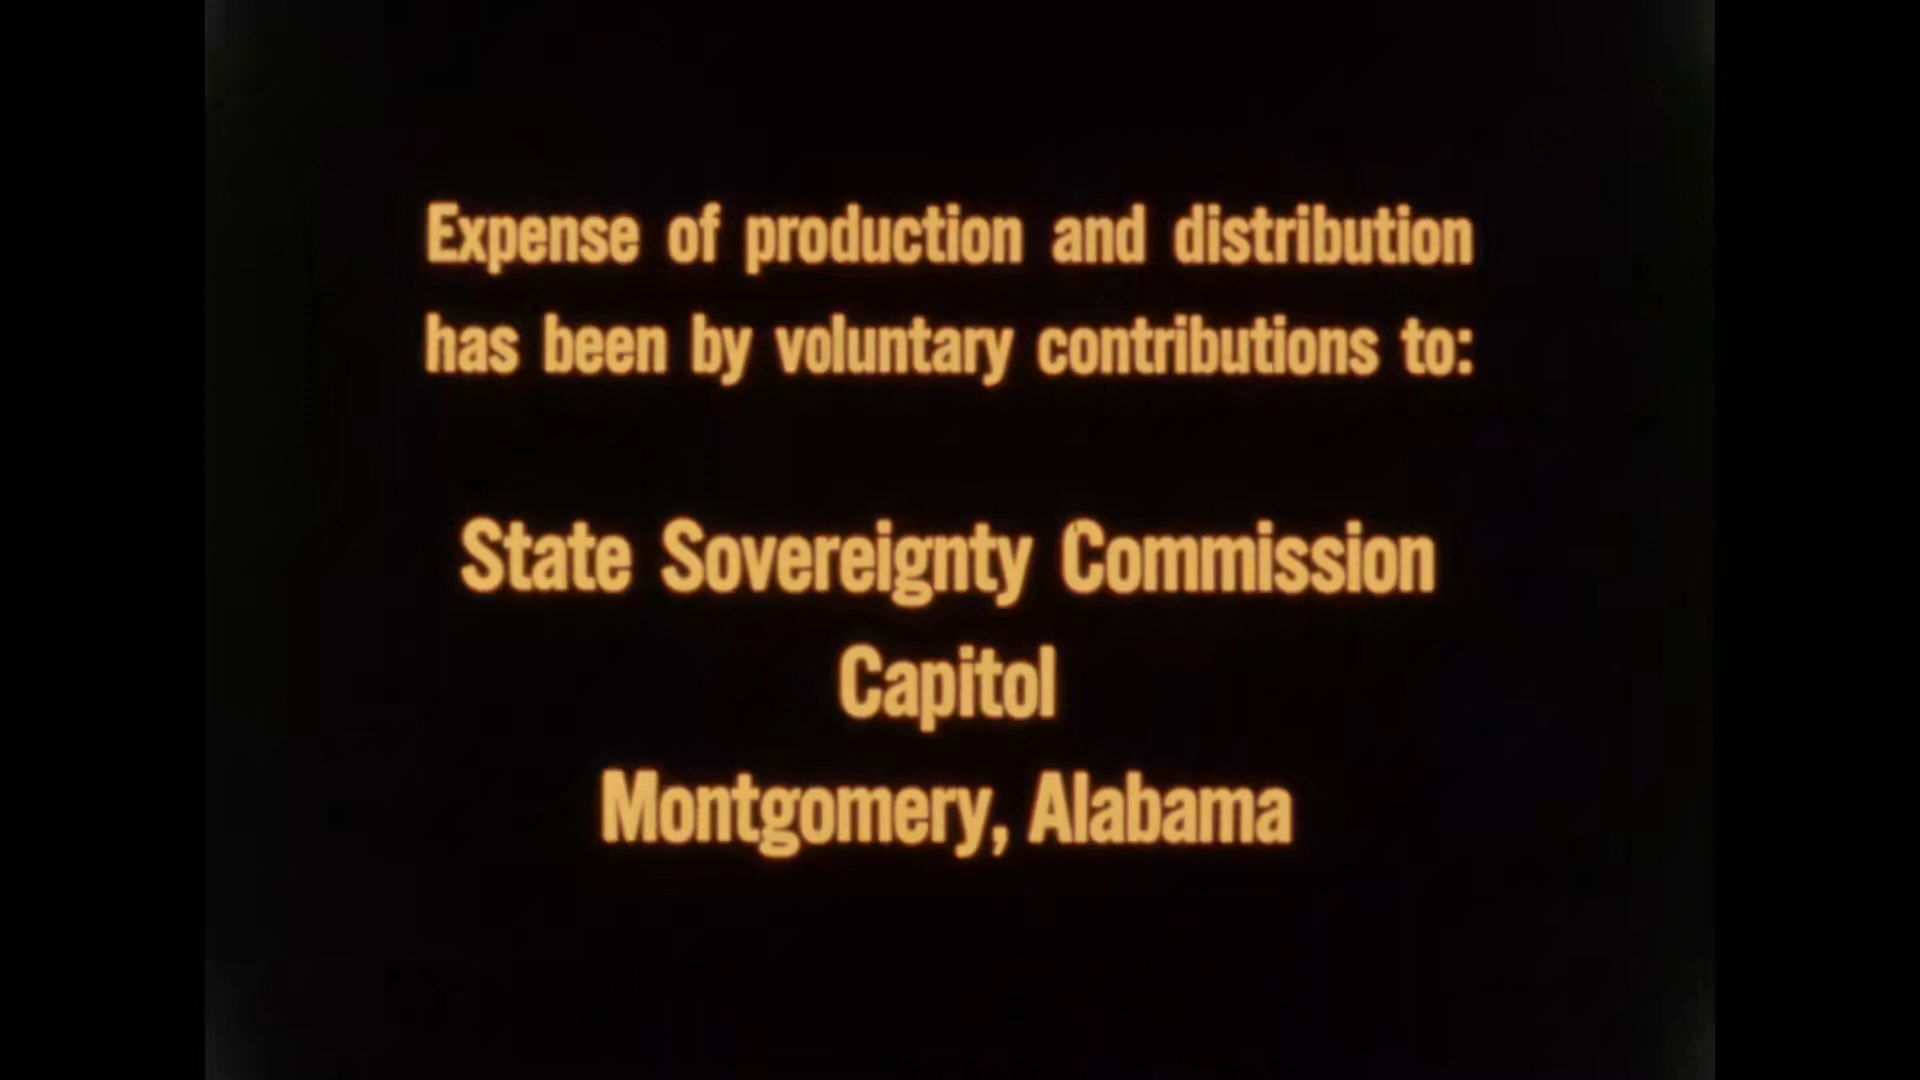 Expense of production and distribution
has been by voluntary contributions to:
State Sovereignty Commission
Capitol
Montgomery, Alabama